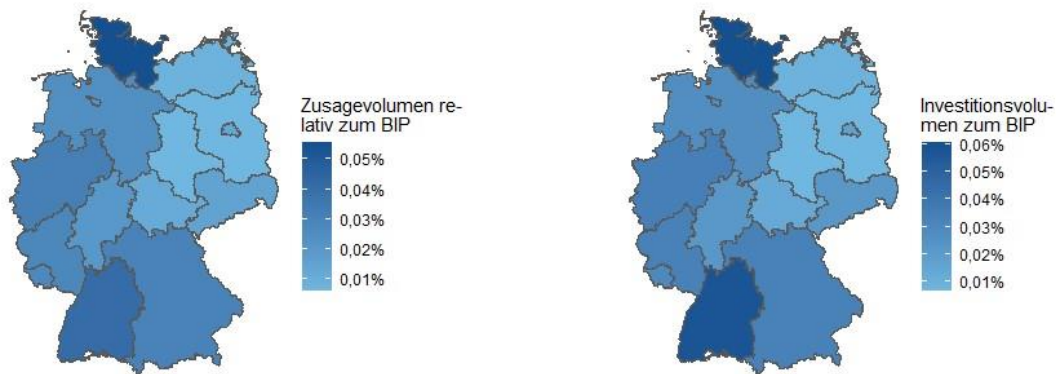 Zusagevolumen re-
lativ zum BIP
0,05%
0,04%
0,03%
0,02%
0,01%
Investitionsvolu-
men zum BIP
0,06%
0,05%
0,04%
0,03%
0,02%
0,01%